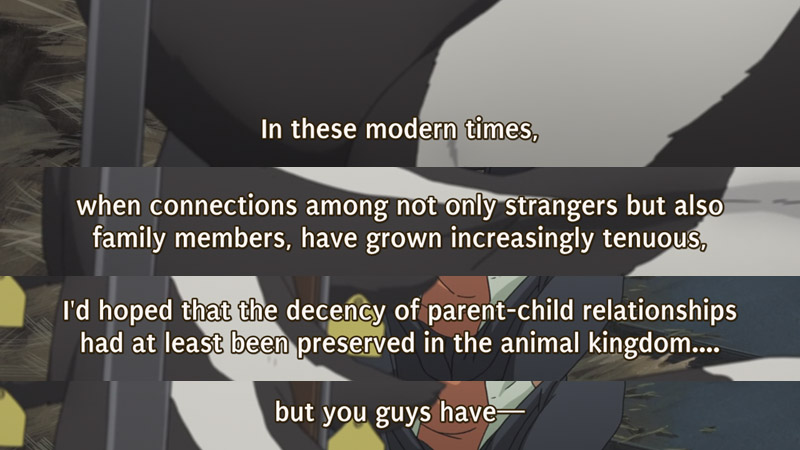 In these modern times,
when connections among not only strangers but also
family members, have grown increasingly tenuous,
I'd hoped that the decency of parent-child relationships
had at least been preserved in the animal kingdom....
but you guys have—